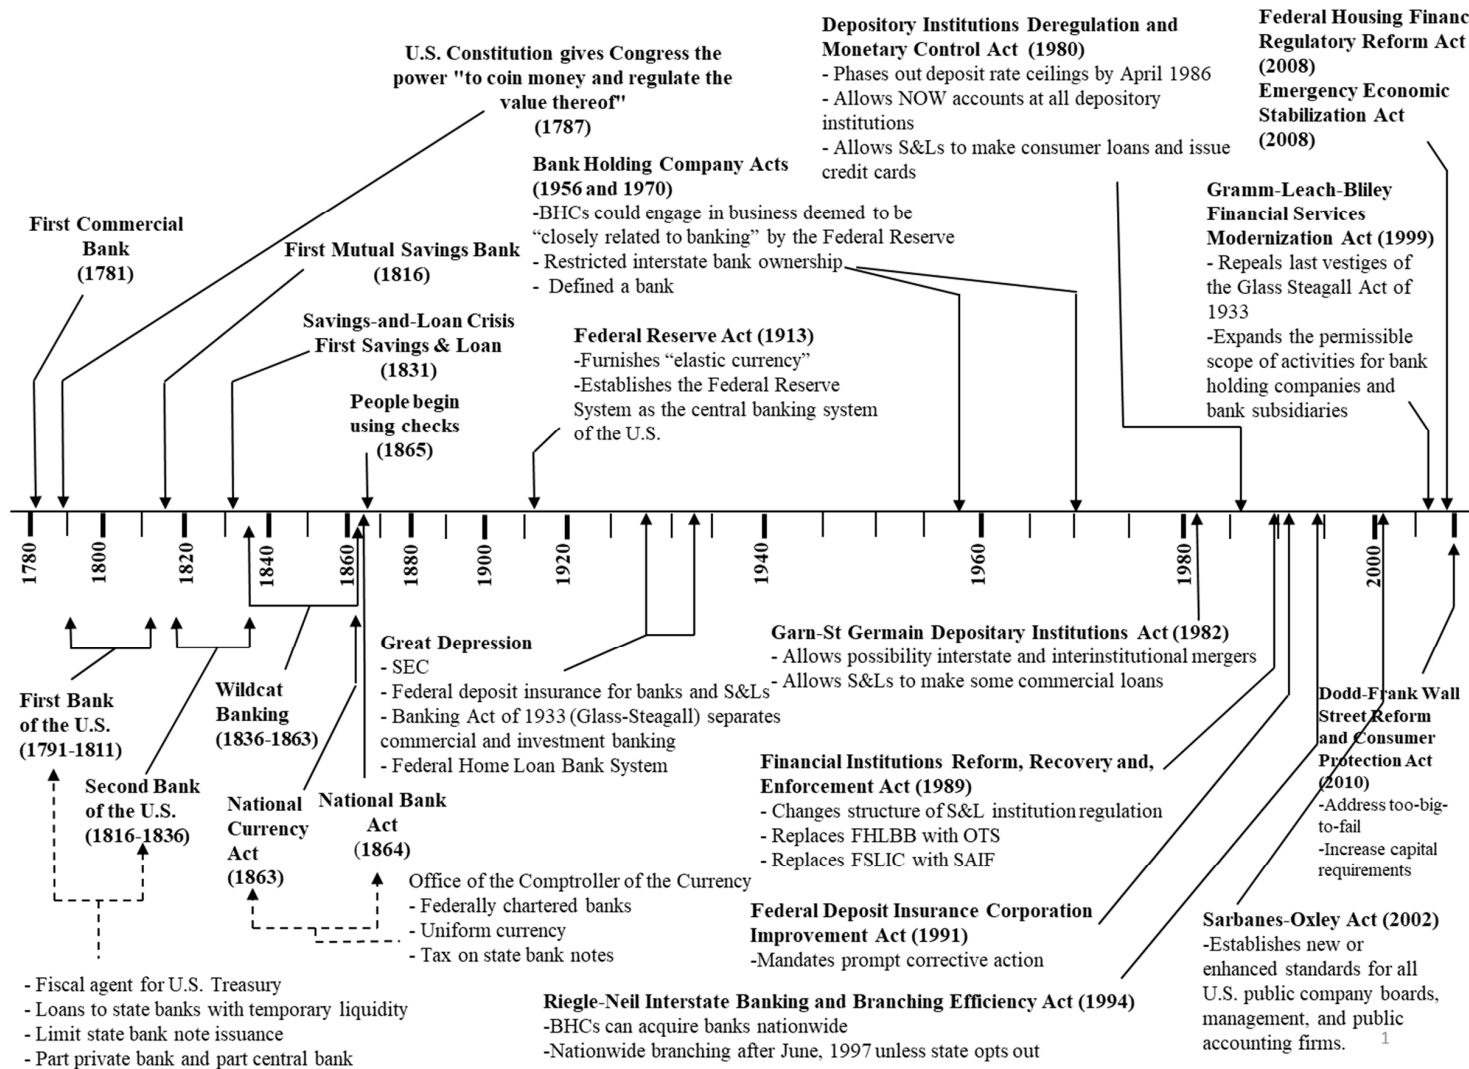 U.S. Constitution gives Congress the
power "to coin money and regulate the
value thereof"
(1787)
Depository Institutions Deregulation and
Monetary Control Act (1980)
- Phases out deposit rate ceilings by April 1986
- Allows NOW accounts at all depository
institutions
- Allows S&Ls to make consumer loans and issue
credit cards
Federal Housing Financ
Regulatory Reform Act
(2008)
Emergency Economic
Stabilization Act
(2008)
Bank Holding Company Acts
(1956 and 1970)
-BHCs could engage in business deemed to be
“closely related to banking” by the Federal Reserve
- Restricted interstate bank ownership
- Defined a bank
Gramm-Leach-Bliley
Financial Services
Modernization Act (1999)
- Repeals last vestiges of
the Glass Steagall Act of
1933
-Expands the permissible
scope of activities for bank
holding companies and
bank subsidiaries
First Commercial
Bank
(1781)
First Mutual Savings Bank
(1816)
Savings-and-Loan Crisis
First Savings & Loan
(1831)
People begin
using checks
(1865)
Federal Reserve Act (1913)
-Furnishes “elastic currency”
-Establishes the Federal Reserve
System as the central banking system
of the U.S.
1780
1800
1820
1840
1860
1880
1900
1920
1940
1960
1980
2000
First Bank
of the U.S.
(1791-1811)
Second Bank
of the U.S.
(1816-1836)
Wildcat
Banking
(1836-1863)
National
Currency
Act
(1863)
National Bank
Act
(1864)
Great Depression
- SEC
- Federal deposit insurance for banks and S&Ls
- Banking Act of 1933 (Glass-Steagall) separates
commercial and investment banking
- Federal Home Loan Bank System
Office of the Comptroller of the Currency
- Federally chartered banks
- Uniform currency
- Tax on state bank notes
- Fiscal agent for U.S. Treasury
- Loans to state banks with temporary liquidity
- Limit state bank note issuance
- Part private bank and part central bank
Garn-St Germain Depositary Institutions Act (1982)
- Allows possibility interstate and interinstitutional mergers
- Allows S&Ls to make some commercial loans
Financial Institutions Reform, Recovery and,
Enforcement Act (1989)
- Changes structure of S&L institution regulation
- Replaces FHLBB with OTS
- Replaces FSLIC with SAIF
Federal Deposit Insurance Corporation
Improvement Act (1991)
-Mandates prompt corrective action
Riegle-Neil Interstate Banking and Branching Efficiency Act (1994)
-BHCs can acquire banks nationwide
-Nationwide branching after June, 1997 unless state opts out
Dodd-Frank Wall
Street Reform
and Consumer
Protection Act
(2010)
-Address too-big-
to-fail
-Increase capital
requirements
Sarbanes-Oxley Act (2002)
-Establishes new or
enhanced standards for all
U.S. public company boards,
management, and public
accounting firms.
1